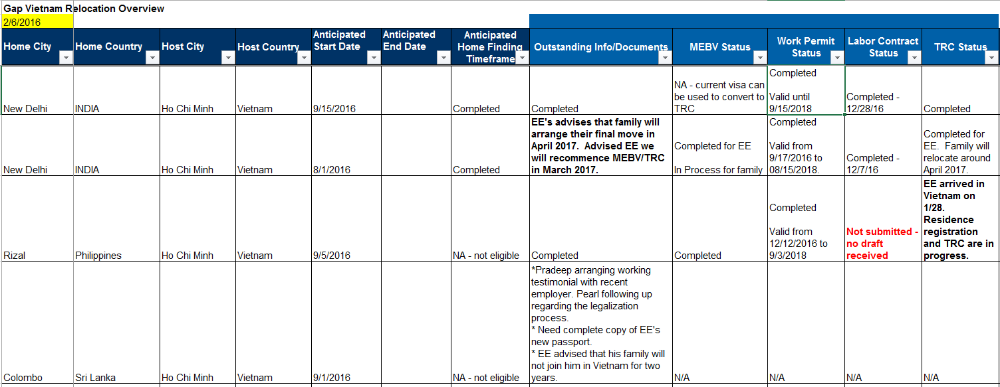 Gap Vietnam Relocation Overview
2/6/2016
Home City
Home Country
Host City
Host Country
Anticipated
Start Date
Anticipated
End Date
Anticipated
Home Finding
Timeframe
Outstanding Info/Documents
MEBV Status
Work Permit
Status
Labor Contract
Status
TRC Status
New Delhi
INDIA
Ho Chi Minh
Vietnam
9/15/2016
Completed
Completed
NA - current visa can
be used to convert to
TRC
Completed
Valid until
9/15/2018
Completed -
12/28/16
Completed
New Delhi
INDIA
Ho Chi Minh
Vietnam
8/1/2016
Completed
EE's advises that family will
arrange their final move in
April 2017. Advised EE we
will recommence MEBV/TRC
in March 2017.
Completed for EE
In Process for family
Completed
Valid from
9/17/2016 to
08/15/2018.
Completed -
12/7/16
Completed for
EE. Family will
relocate around
April 2017.
Rizal
Philippines
Ho Chi Minh
Vietnam
9/5/2016
NA - not eligible
Completed
Completed
Completed
Valid from
12/12/2016 to
9/3/2018
Not submitted -
no draft
received
EE arrived in
Vietnam on
1/28.
Residence
registration
and TRC are in
progress.
Colombo
Sri Lanka
Ho Chi Minh
Vietnam
9/1/2016
NA - not eligible
*Pradeep arranging working
testimonial with recent
employer. Pearl following up
regarding the legalization
process.
* Need complete copy of EE's
new passport.
* EE advised that his family will
not join him in Vietnam for two
years.
N/A
N/A
N/A
N/A